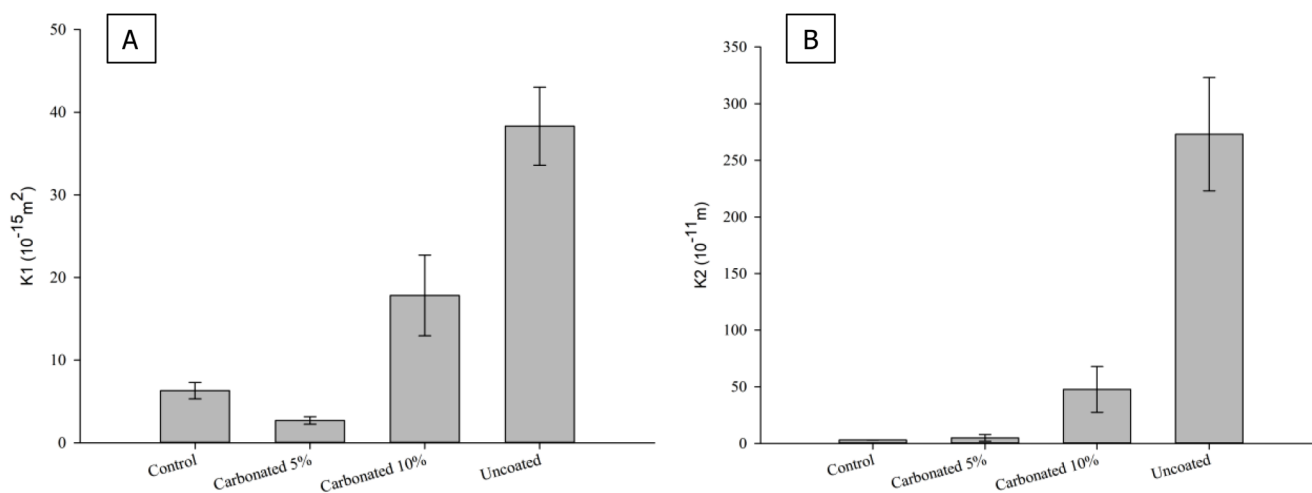 A
50
40
30
20
10
0
K1 (10⁻¹⁵m²)
Control
Carbonated 5%
Carbonated 10%
Uncoated
B
350
300
250
200
150
100
50
0
K2 (10⁻¹¹m)
Control
Carbonated 5%
Carbonated 10%
Uncoated